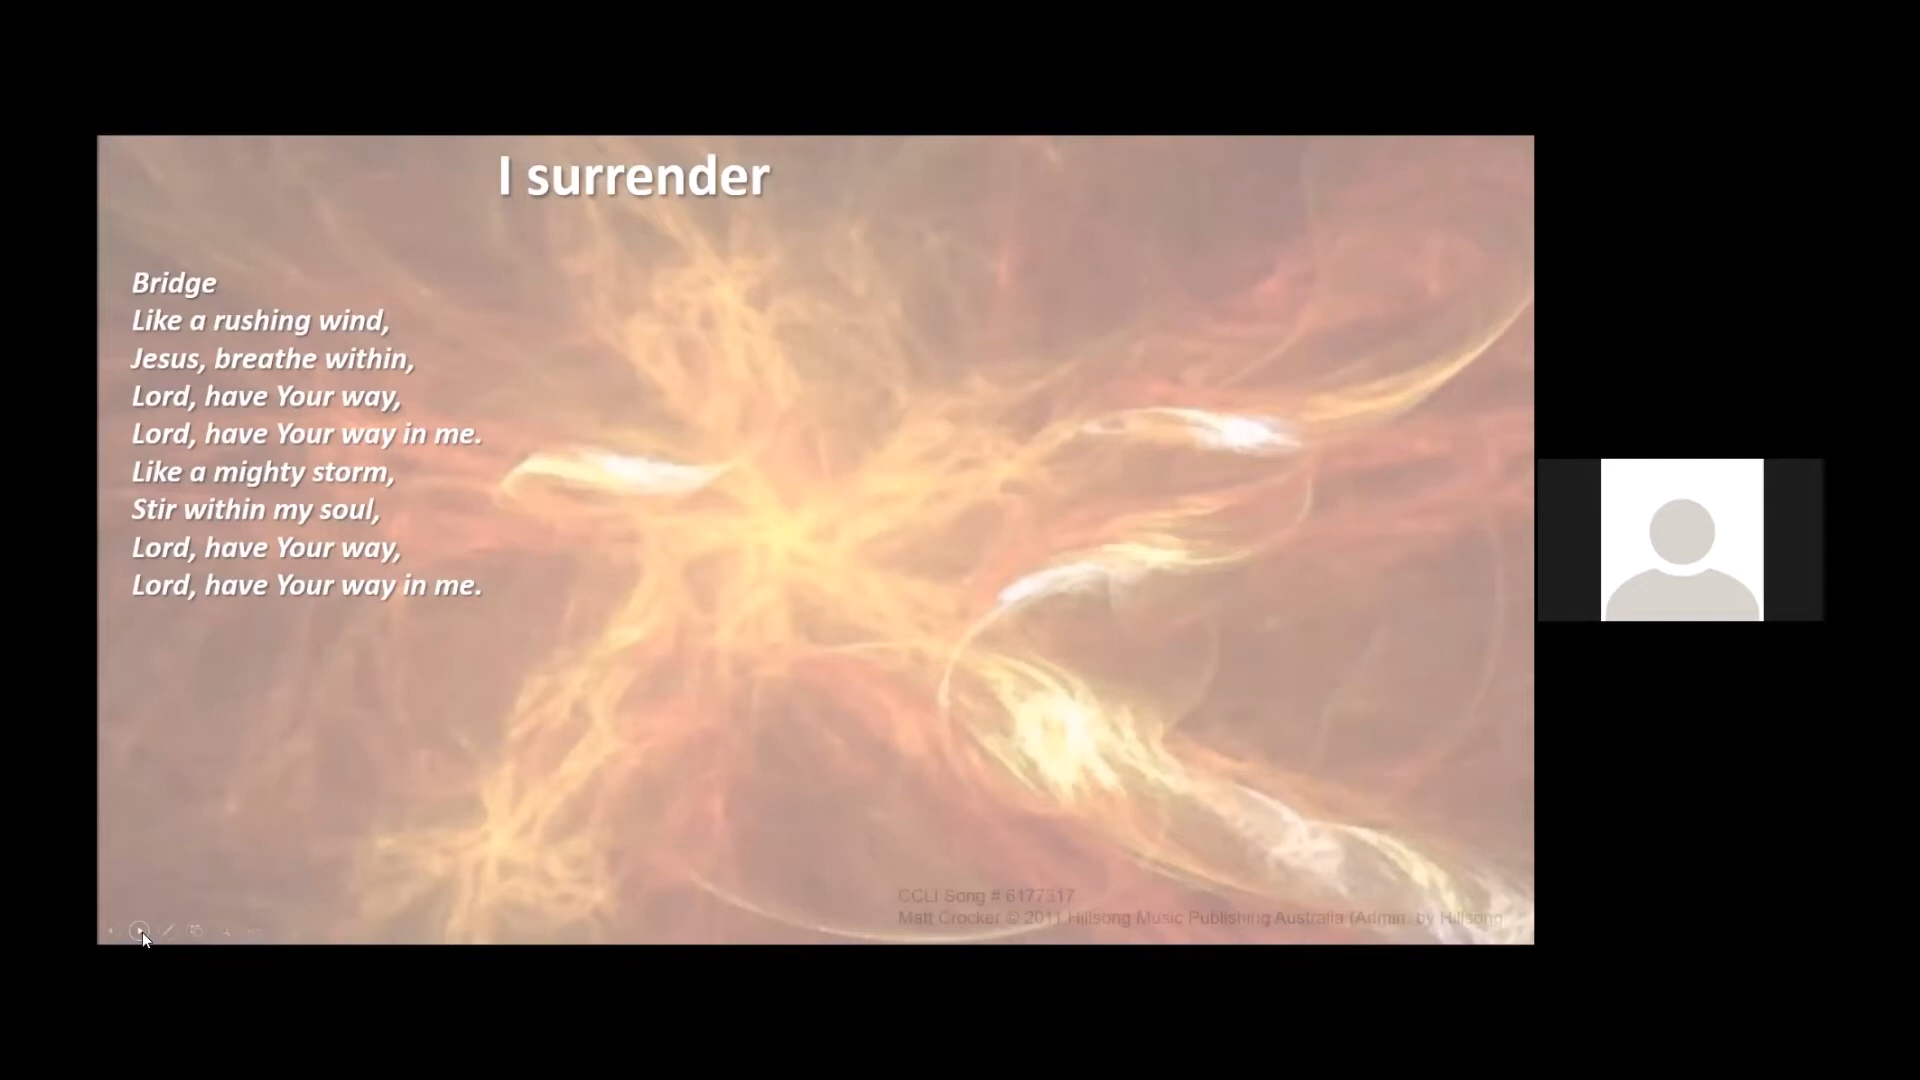 I surrender
Bridge
Like a rushing wind,
Jesus, breathe within,
Lord, have Your way,
Lord, have Your way in me.
Like a mighty storm,
Stir within my soul,
Lord, have Your way,
Lord, have Your way in me.
CCLI Song # 6177317
Matt Crocker © 2011 Hillsong Music Publishing Australia (Admin. by Hillsong